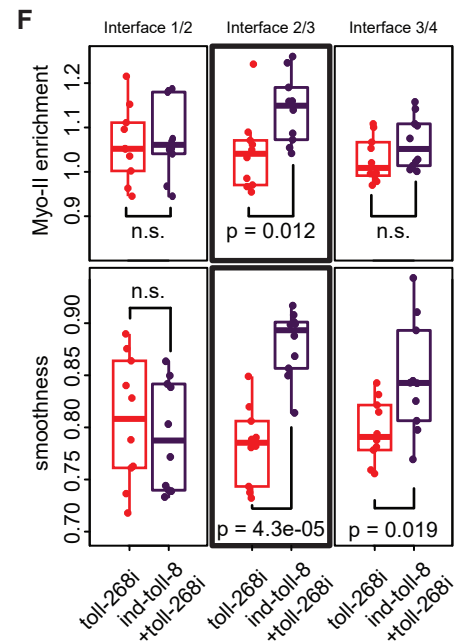 F
Interface 1/2 Interface 2/3 Interface 3/4
Myo-II enrichment
1.2
1.1
1.0
0.9
n.s.
p = 0.012
n.s.
smoothness
0.90
0.85
0.80
0.75
0.70
n.s.
p = 4.3e-05
p = 0.019
toll-268i
ind-toll-8
+toll-268i
toll-268i
ind-toll-8
+toll-268i
toll-268i
ind-toll-8
+toll-268i